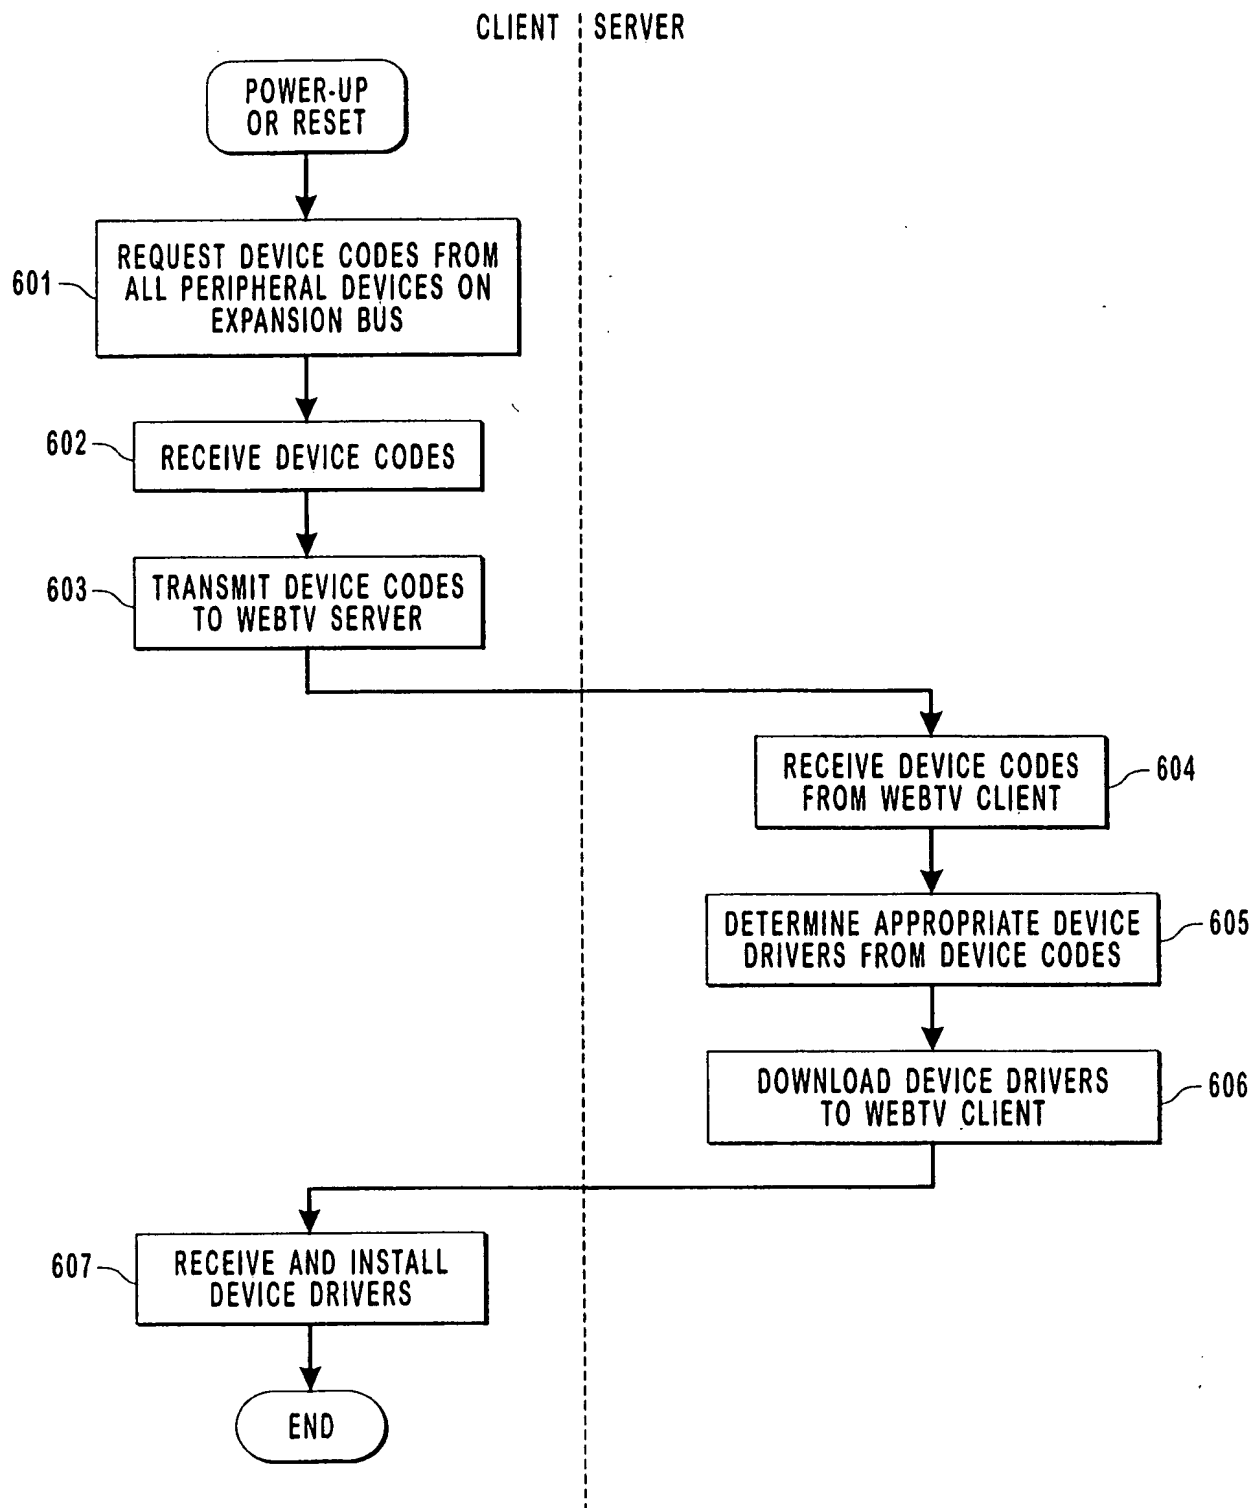 CLIENT
SERVER
POWER-UP
OR RESET
601
REQUEST DEVICE CODES FROM
ALL PERIPHERAL DEVICES ON
EXPANSION BUS
602
RECEIVE DEVICE CODES
603
TRANSMIT DEVICE CODES
TO WEBTV SERVER
RECEIVE DEVICE CODES
FROM WEBTV CLIENT
604
DETERMINE APPROPRIATE DEVICE
DRIVERS FROM DEVICE CODES
605
DOWNLOAD DEVICE DRIVERS
TO WEBTV CLIENT
606
607
RECEIVE AND INSTALL
DEVICE DRIVERS
END